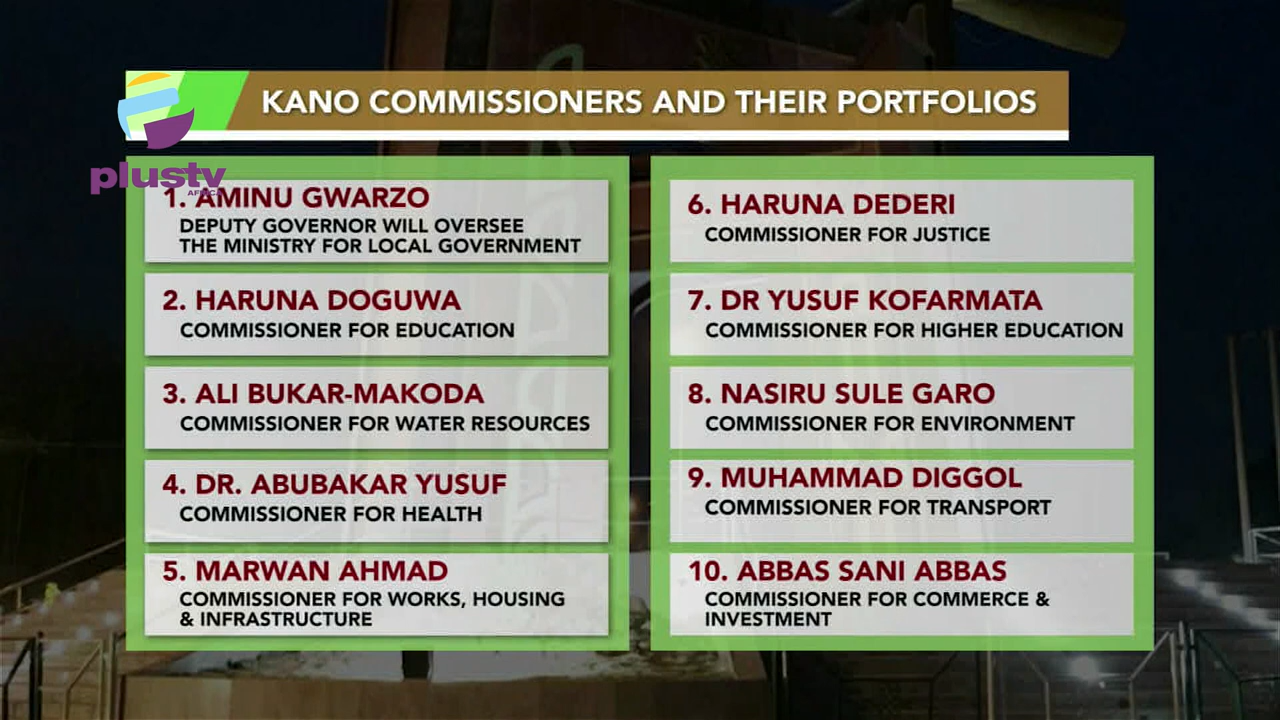 KANO COMMISSIONERS AND THEIR PORTFOLIOS
plustv
AFRICA
1. AMINU GWARZO
DEPUTY GOVERNOR WILL OVERSEE
THE MINISTRY FOR LOCAL GOVERNMENT
2. HARUNA DOGUWA
COMMISSIONER FOR EDUCATION
3. ALI BUKAR-MAKODA
COMMISSIONER FOR WATER RESOURCES
4. DR. ABUBAKAR YUSUF
COMMISSIONER FOR HEALTH
5. MARWAN AHMAD
COMMISSIONER FOR WORKS, HOUSING
& INFRASTRUCTURE
6. HARUNA DEDERI
COMMISSIONER FOR JUSTICE
7. DR YUSUF KOFARMATA
COMMISSIONER FOR HIGHER EDUCATION
8. NASIRU SULE GARO
COMMISSIONER FOR ENVIRONMENT
9. MUHAMMAD DIGGOL
COMMISSIONER FOR TRANSPORT
10. ABBAS SANI ABBAS
COMMISSIONER FOR COMMERCE &
INVESTMENT